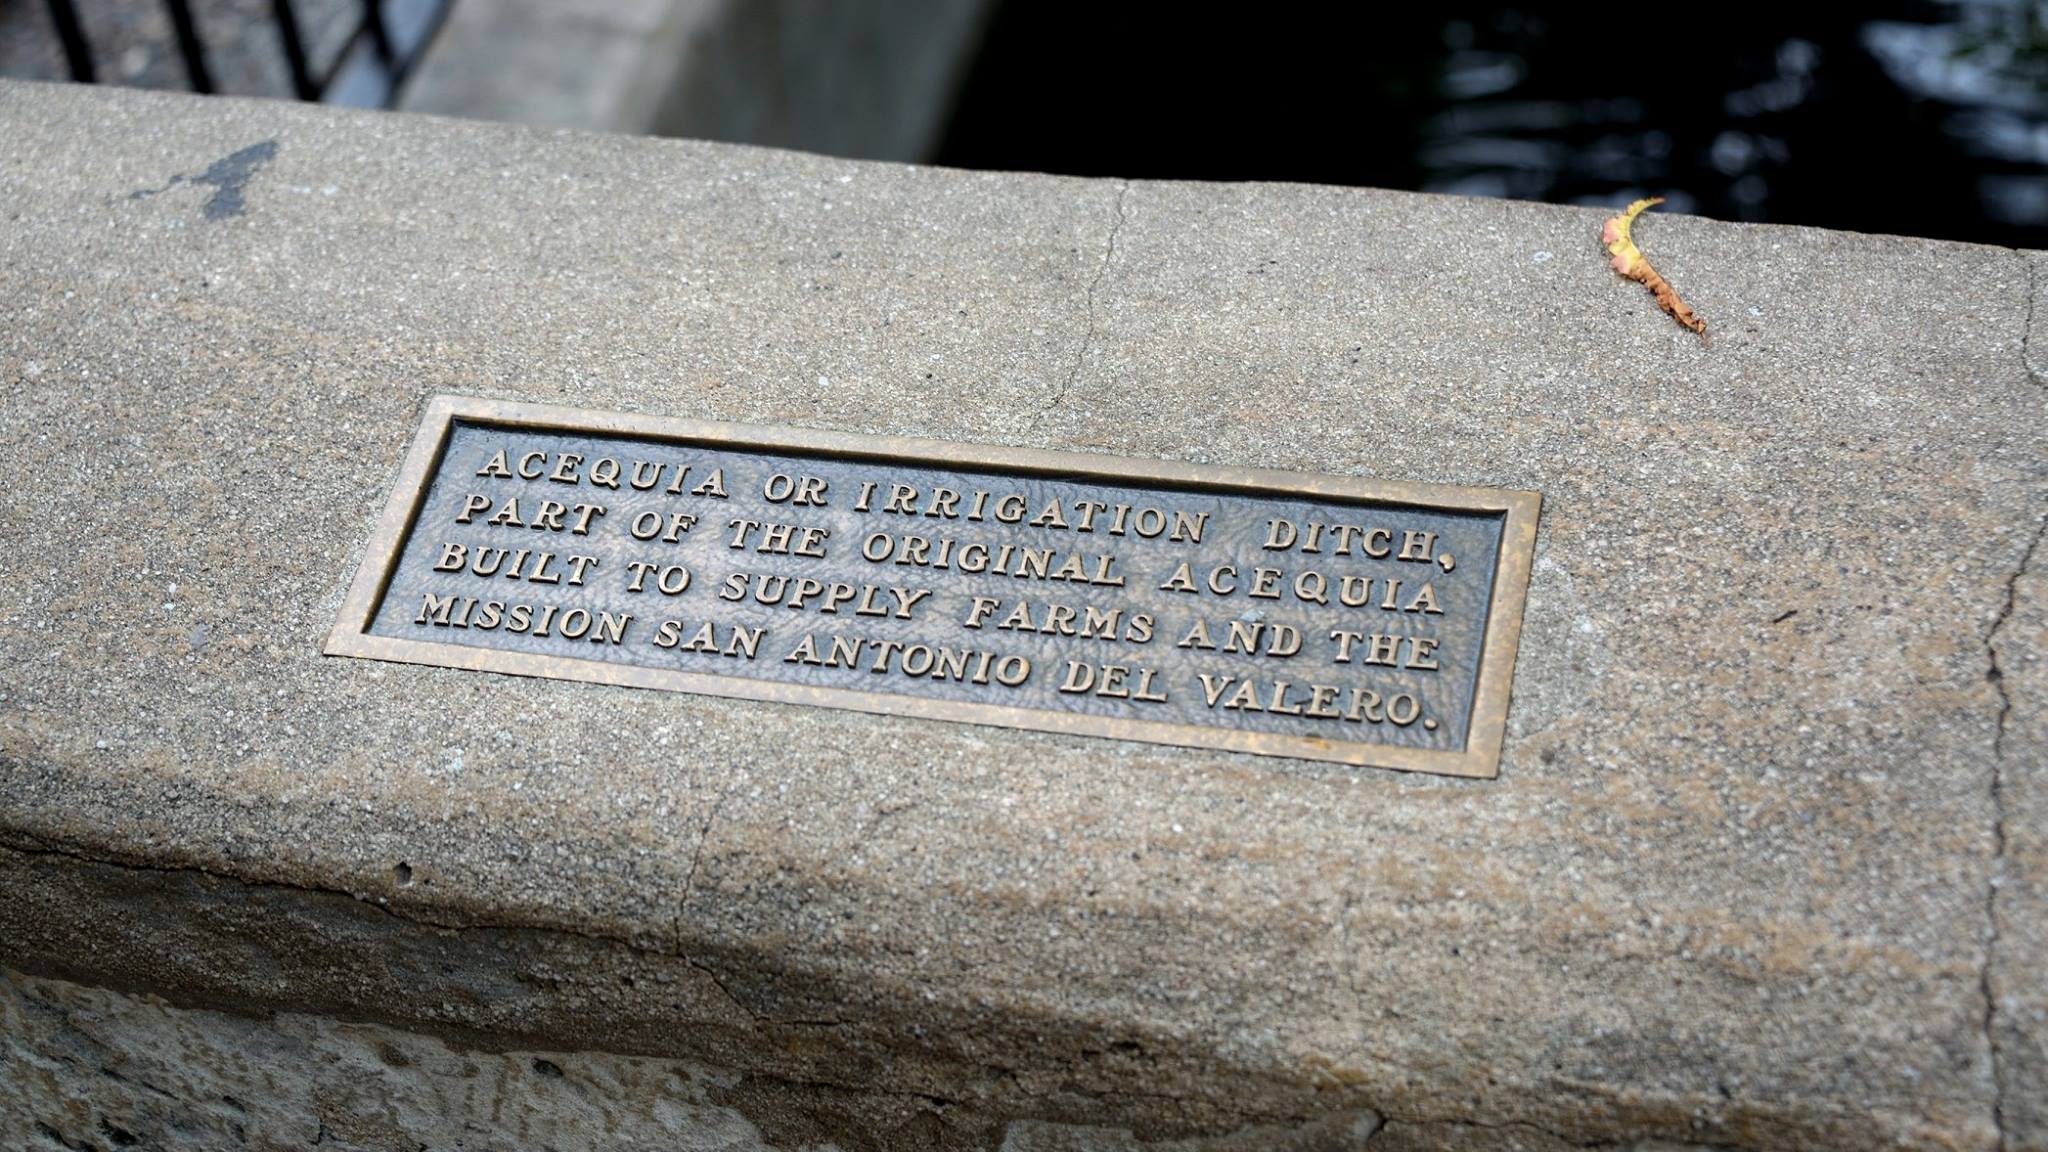 ACEQUIA OR IRRIGATION DITCH,
PART OF THE ORIGINAL ACEQUIA
BUILT TO SUPPLY FARMS AND THE
MISSION SAN ANTONIO DEL VALERO.